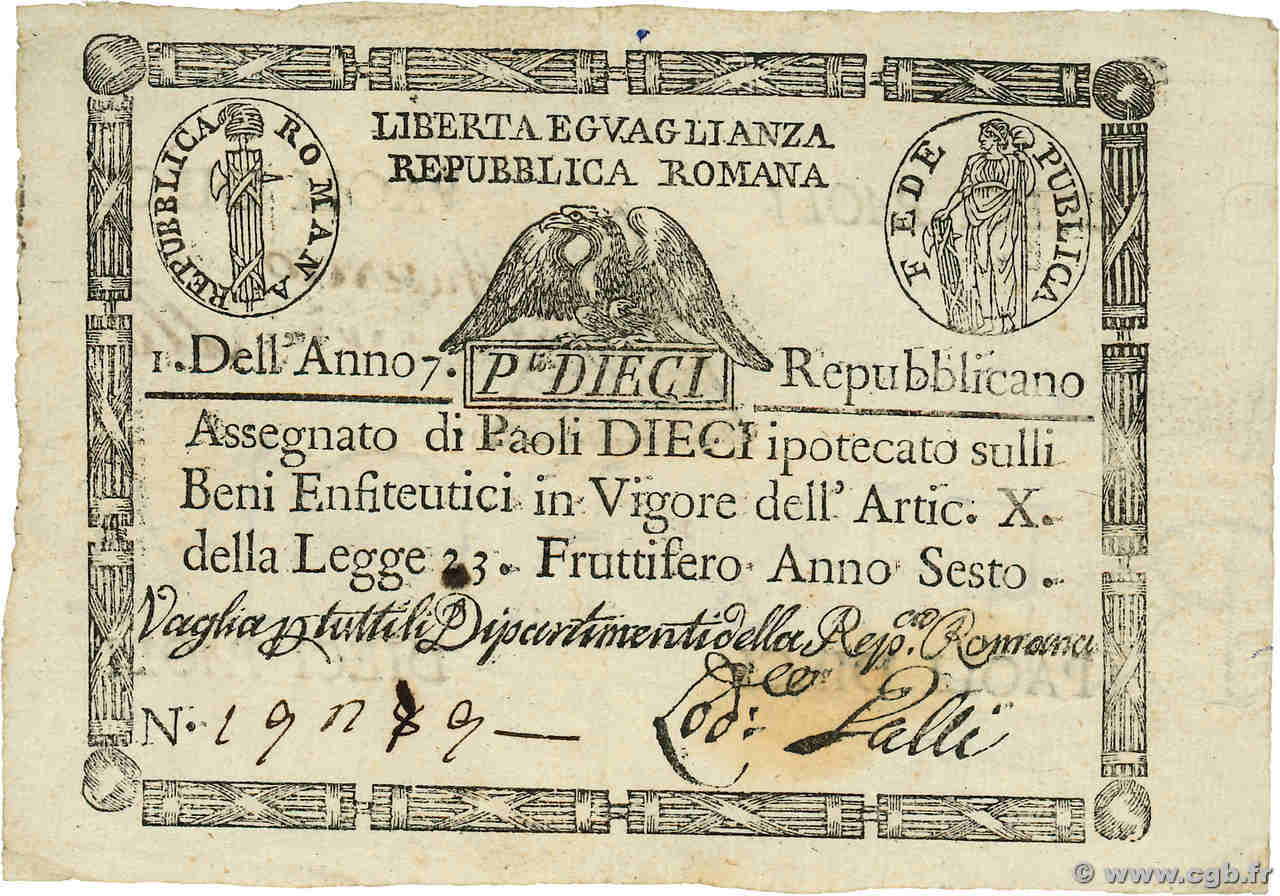 LIBERTA EGVAGLIANZA
REPUBBLICA ROMANA
REPUBBLICA ROMANA
FEDE PUBLICA
1. Dell'Anno 7.
P.li DIECI
Repubblicano
Assegnato di Paoli DIECI ipotecato sulli
Beni Enfiteutici in Vigore dell' Artic. X.
della Legge 23. Fruttifero Anno Sesto.
Vaglia p tutti li Dipartimenti della Rep.ca Romana
N.
Lod: Galli
© www.cgb.fr